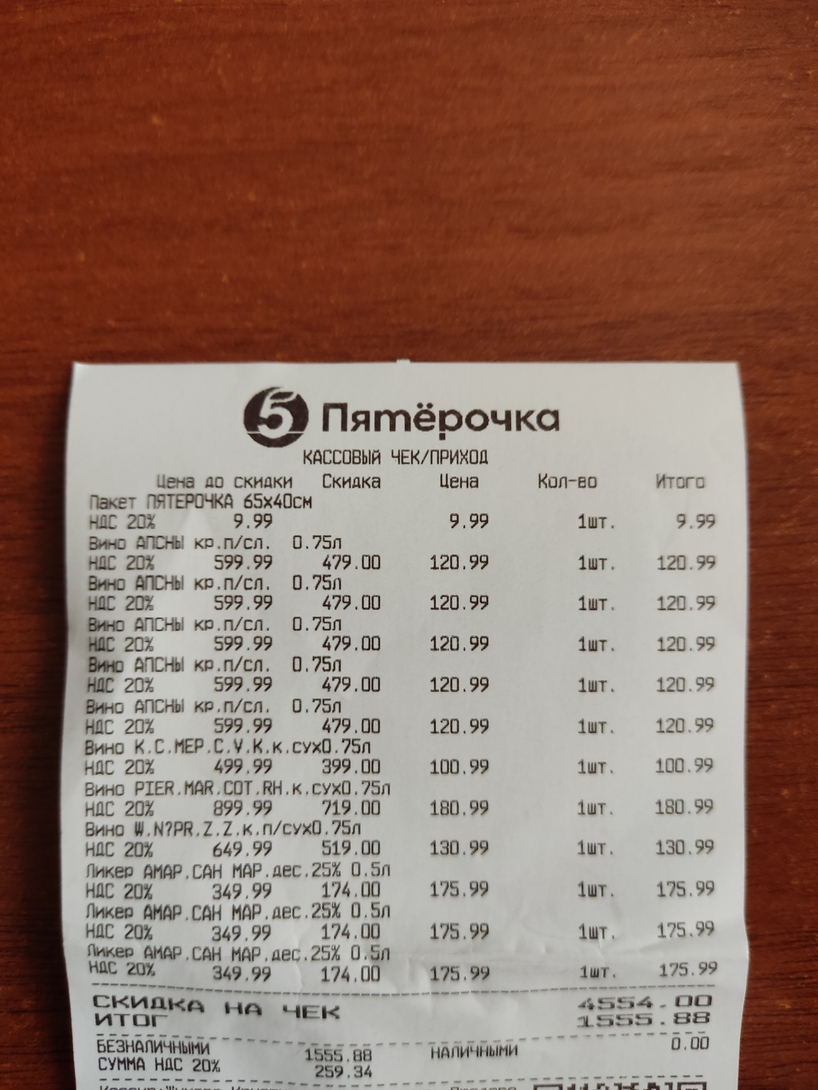 5 Пятёрочка
КАССОВЫЙ ЧЕК/ПРИХОД
Цена до скидки Скидка Цена Кол-во Итого
Пакет ПЯТЕРОЧКА 65х40см
НДС 20% 9.99 9.99 1шт. 9.99
Вино АПСНЫ кр.п/сл. 0.75л
НДС 20% 599.99 479.00 120.99 1шт. 120.99
Вино АПСНЫ кр.п/сл. 0.75л
НДС 20% 599.99 479.00 120.99 1шт. 120.99
Вино АПСНЫ кр.п/сл. 0.75л
НДС 20% 599.99 479.00 120.99 1шт. 120.99
Вино АПСНЫ кр.п/сл. 0.75л
НДС 20% 599.99 479.00 120.99 1шт. 120.99
Вино АПСНЫ кр.п/сл. 0.75л
НДС 20% 599.99 479.00 120.99 1шт. 120.99
Вино К.С.МЕР.С.V.К.к.сух0.75л
НДС 20% 499.99 399.00 100.99 1шт. 100.99
Вино PIER.MAR.COT.RH.к.сух0.75л
НДС 20% 899.99 719.00 180.99 1шт. 180.99
Вино W.N?PR.Z.Z.к.п/сух0.75л
НДС 20% 649.99 519.00 130.99 1шт. 130.99
Ликер АМАР.САН МАР.дес.25% 0.5л
НДС 20% 349.99 174.00 175.99 1шт. 175.99
Ликер АМАР.САН МАР.дес.25% 0.5л
НДС 20% 349.99 174.00 175.99 1шт. 175.99
Ликер АМАР.САН МАР.дес.25% 0.5л
НДС 20% 349.99 174.00 175.99 1шт. 175.99
СКИДКА НА ЧЕК 4554.00
ИТОГ 1555.88
БЕЗНАЛИЧНЫМИ 1555.88 НАЛИЧНЫМИ 0.00
СУММА НДС 20% 259.34